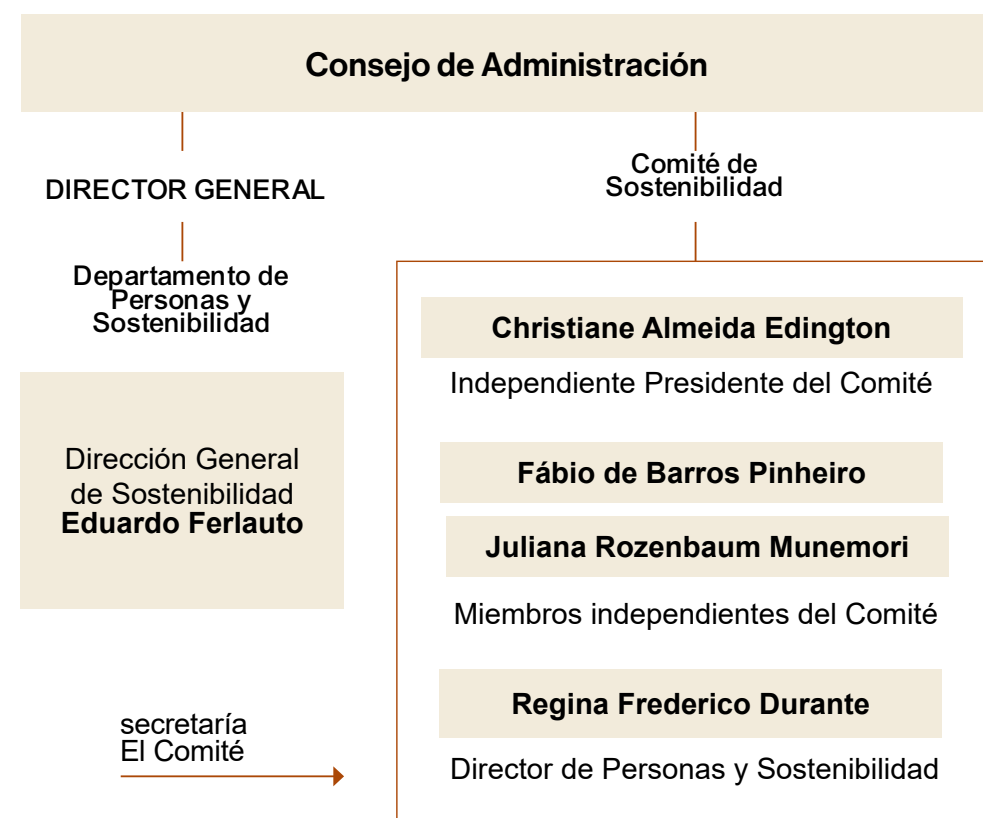 Consejo de Administración
DIRECTOR GENERAL
Departamento de
Personas y
Sostenibilidad
Dirección General
de Sostenibilidad
Eduardo Ferlauto
secretaría
El Comité
Comité de
Sostenibilidad
Christiane Almeida Edington
Independiente Presidente del Comité
Fábio de Barros Pinheiro
Juliana Rozenbaum Munemori
Miembros independientes del Comité
Regina Frederico Durante
Director de Personas y Sostenibilidad